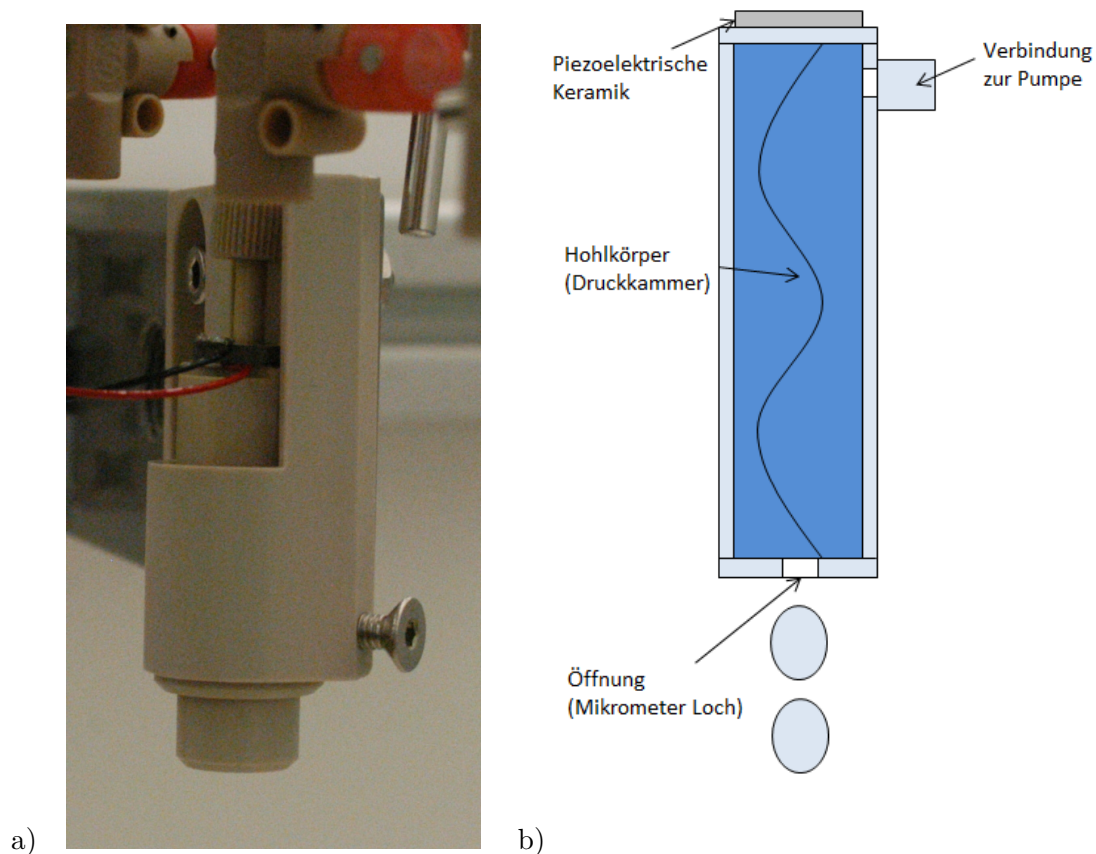 Piezoelektrische
Keramik
Verbindung
zur Pumpe
Hohlkörper
(Druckkammer)
Öffnung
(Mikrometer Loch)
a)
b)